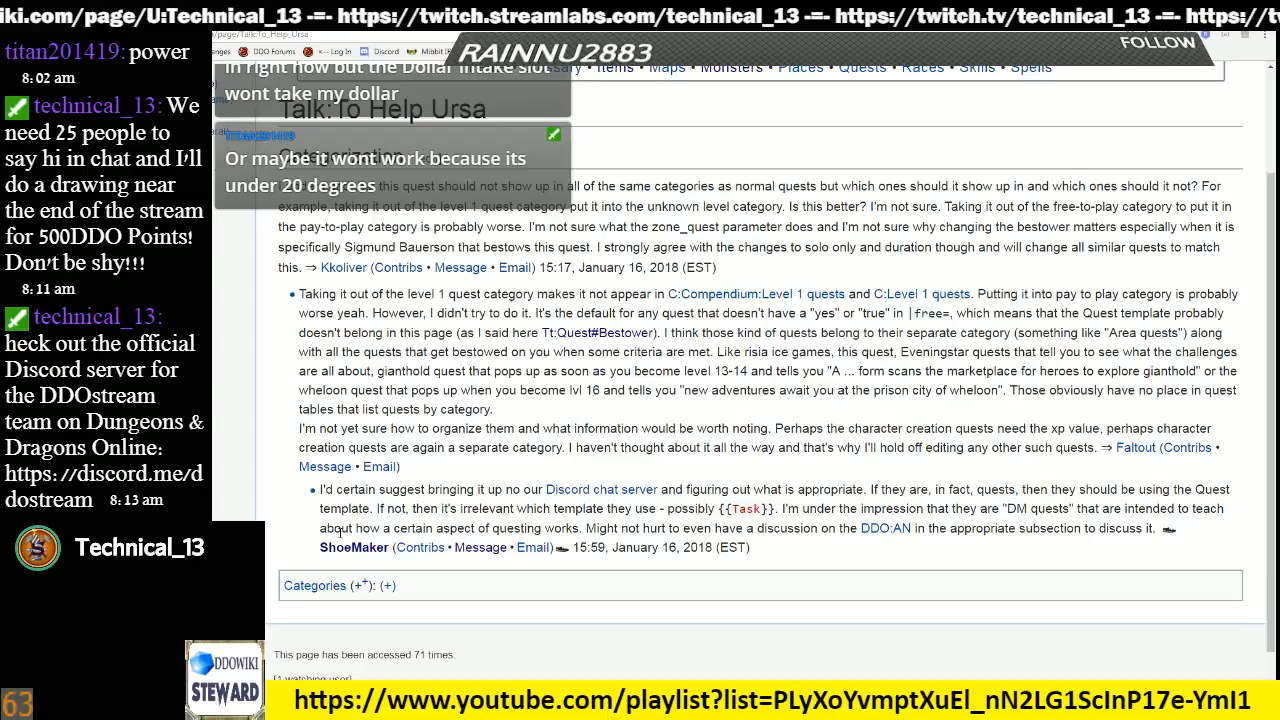 iki.com/page/U:Technical_13 -=- https://twitch.streamlabs.com/technical_13 -=- https://twitch.tv/technical_13 -=- https://t
/page/Talk:To_Help_Ursa
DDO Forums
Log In
Discord
Mibbit
RAINNU2883
FOLLOW
Items • Maps • Monsters • Places • Quests • Races • Skills • Spells
in right now but the Dollar intake slot
wont take my dollar
Talk:To Help Ursa
TITAN201419
Or maybe it wont work because its
under 20 degrees
titan201419: power
8:02 am
technical_13: We
need 25 people to
say hi in chat and I'll
do a drawing near
the end of the stream
for 500DDO Points!
Don't be shy!!!
8:11 am
technical_13:
heck out the official
Discord server for
the DDOstream
team on Dungeons &
Dragons Online:
https://discord.me/d
dostream 8:13 am
Technical_13
this quest should not show up in all of the same categories as normal quests but which ones should it show up in and which ones should it not? For
example, taking it out of the level 1 quest category put it into the unknown level category. Is this better? I'm not sure. Taking it out of the free-to-play category to put it in
the pay-to-play category is probably worse. I'm not sure what the zone_quest parameter does and I'm not sure why changing the bestower matters especially when it is
specifically Sigmund Bauerson that bestows this quest. I strongly agree with the changes to solo only and duration though and will change all similar quests to match
this. ⇒ Kkoliver (Contribs • Message • Email) 15:17, January 16, 2018 (EST)
• Taking it out of the level 1 quest category makes it not appear in C:Compendium:Level 1 quests and C:Level 1 quests. Putting it into pay to play category is probably
worse yeah. However, I didn't try to do it. It's the default for any quest that doesn't have a "yes" or "true" in |free=, which means that the Quest template probably
doesn't belong in this page (as I said here Tt:Quest#Bestower). I think those kind of quests belong to their separate category (something like "Area quests") along
with all the quests that get bestowed on you when some criteria are met. Like risia ice games, this quest, Eveningstar quests that tell you to see what the challenges
are all about, gianthold quest that pops up as soon as you become level 13-14 and tells you "A ... form scans the marketplace for heroes to explore gianthold" or the
wheloon quest that pops up when you become lvl 16 and tells you "new adventures await you at the prison city of wheloon". Those obviously have no place in quest
tables that list quests by category.
I'm not yet sure how to organize them and what information would be worth noting. Perhaps the character creation quests need the xp value, perhaps character
creation quests are again a separate category. I haven't thought about it all the way and that's why I'll hold off editing any other such quests. ⇒ Faltout (Contribs •
Message • Email)
• I'd certain suggest bringing it up no our Discord chat server and figuring out what is appropriate. If they are, in fact, quests, then they should be using the Quest
template. If not, then it's irrelevant which template they use - possibly {{Task}}. I'm under the impression that they are "DM quests" that are intended to teach
about how a certain aspect of questing works. Might not hurt to even have a discussion on the DDO:AN in the appropriate subsection to discuss it.
ShoeMaker (Contribs • Message • Email) 15:59, January 16, 2018 (EST)
Categories (++): (+)
This page has been accessed 71 times.
[1 watching user]
DDOWIKI
STEWARD
63
https://www.youtube.com/playlist?list=PLyXoYvmptXuEl_nN2LG1ScInP17e-YmI1